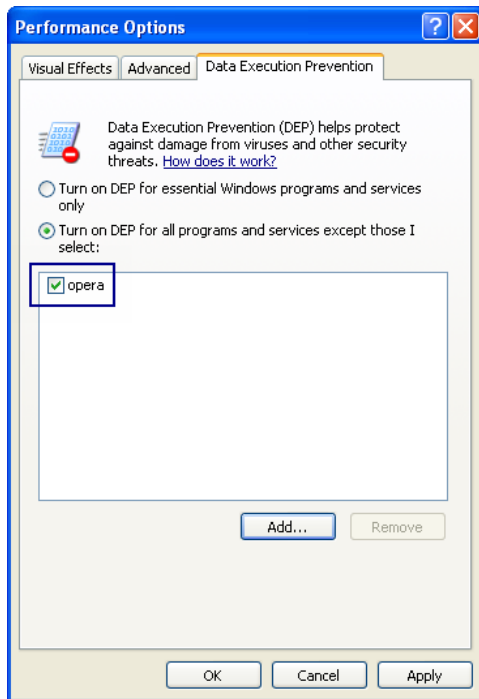 Performance Options
Visual Effects Advanced Data Execution Prevention
Data Execution Prevention (DEP) helps protect
against damage from viruses and other security
threats. How does it work?
Turn on DEP for essential Windows programs and services
only
Turn on DEP for all programs and services except those I
select:
opera
Add... Remove
OK Cancel Apply